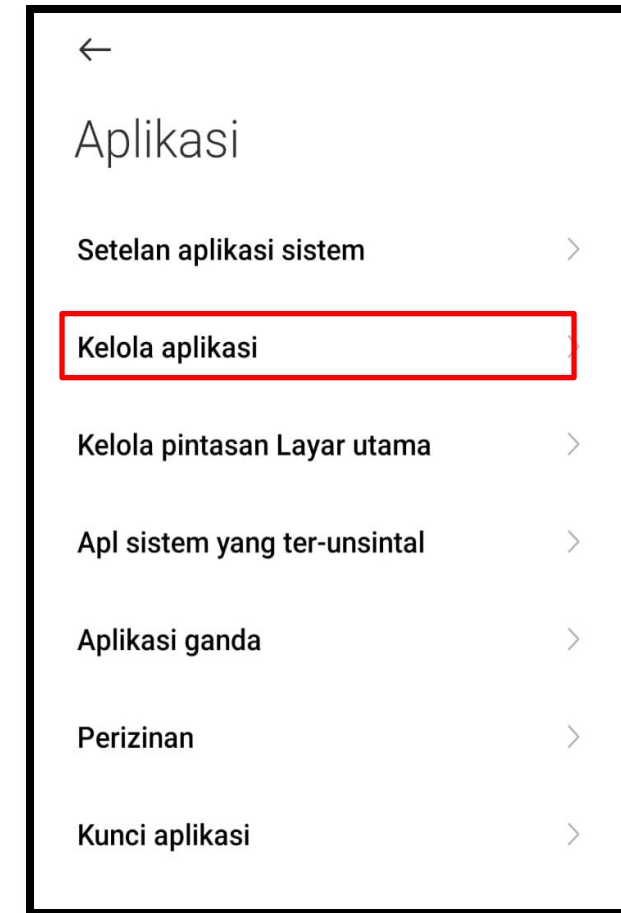 Aplikasi
Setelan aplikasi sistem
Kelola aplikasi
Kelola pintasan Layar utama
Apl sistem yang ter-unsintal
Aplikasi ganda
Perizinan
Kunci aplikasi